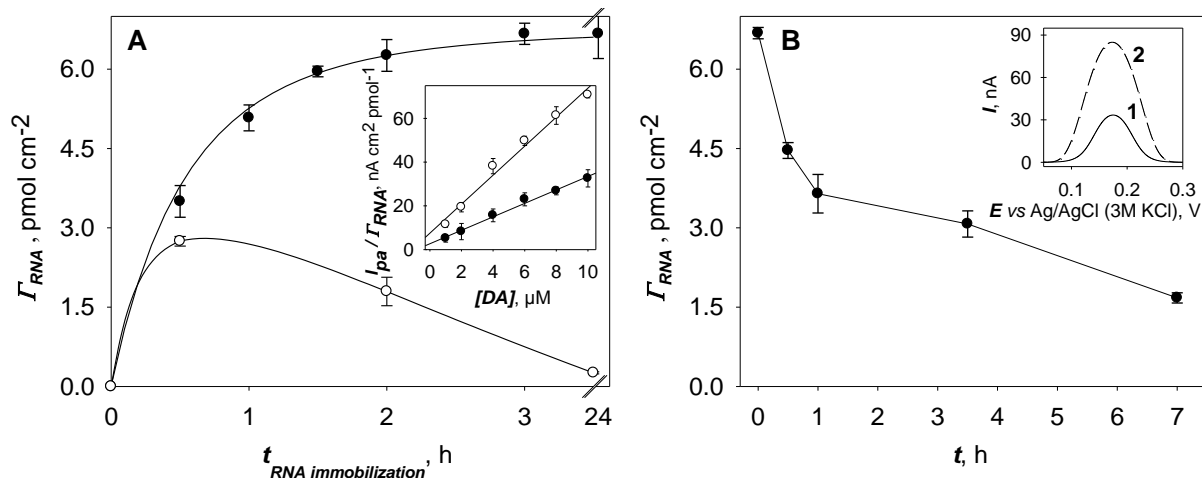 A
Γ_RNA, pmol cm-2
6.0
4.5
3.0
1.5
0.0
0 1 2 3 24
t_RNA immobilization, h
I_pa/Γ_RNA, nA cm2 pmol-1
60
40
20
0
0 2 4 6 8 10
[DA], µM
B
Γ_RNA, pmol cm-2
6.0
4.5
3.0
1.5
0.0
0 1 2 3 4 5 6 7
t, h
I, nA
90
60
30
0
2
1
0.1 0.2 0.3
E vs Ag/AgCl (3M KCl), V